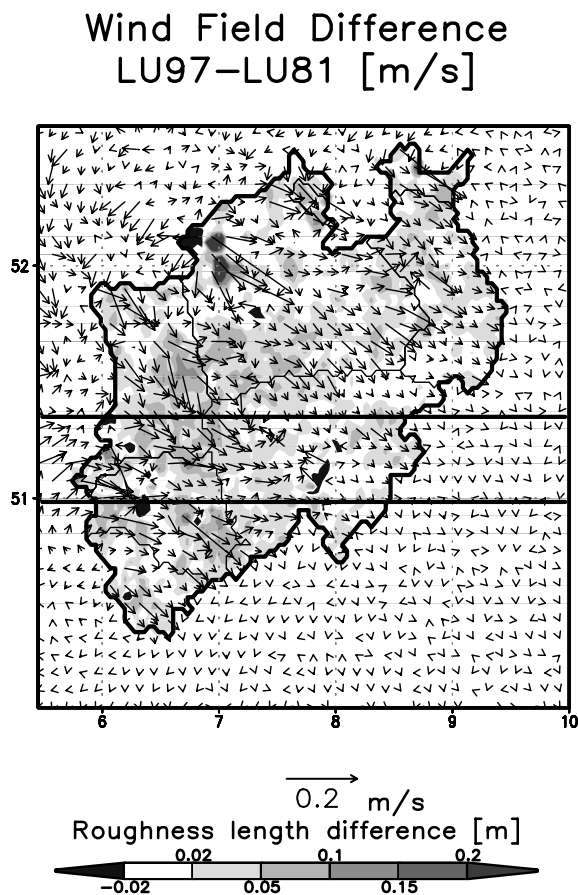 Wind Field Difference
LU97−LU81 [m/s]
52
51
6 7 8 9 10
0.2 m/s
Roughness length difference [m]
0.02 0.1 0.2
−0.02 0.05 0.15